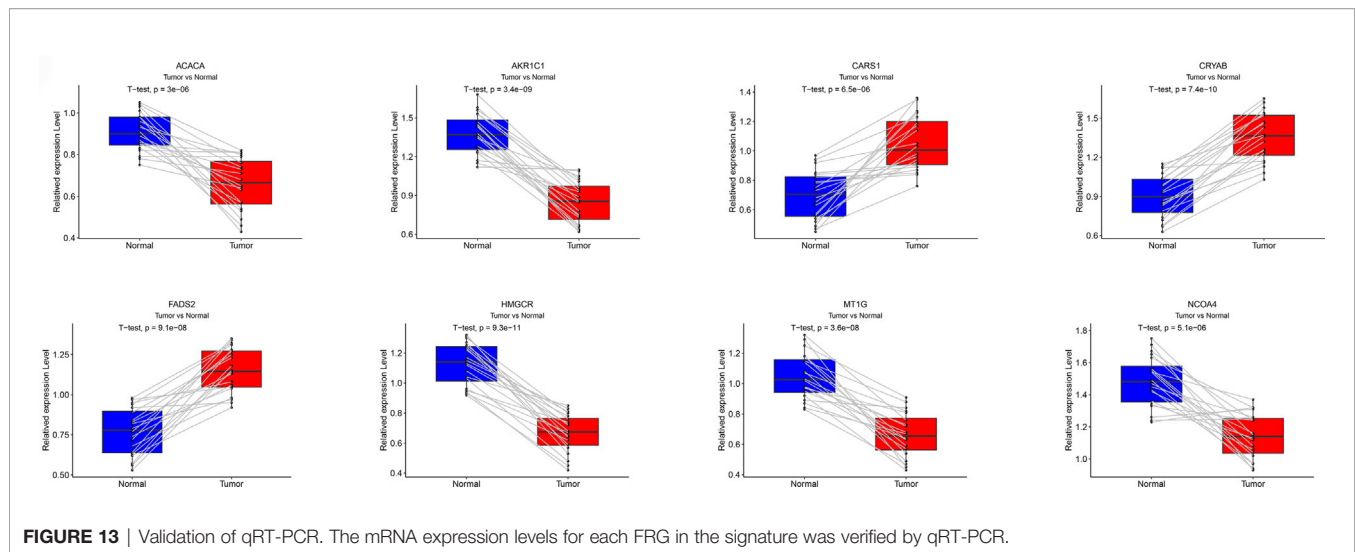 ACACA
Tumor vs Normal
T-test, p = 3e-06
Relatived expression Level
1.0
0.8
0.6
0.4
Normal Tumor
AKR1C1
Tumor vs Normal
T-test, p = 3.4e-09
Relatived expression Level
1.5
1.2
0.9
0.6
Normal Tumor
CARS1
Tumor vs Normal
T-test, p = 6.5e-06
Relatived expression Level
1.4
1.2
1.0
0.8
0.6
Normal Tumor
CRYAB
Tumor vs Normal
T-test, p = 7.4e-10
Relatived expression Level
1.5
1.2
0.9
0.6
Normal Tumor
FADS2
Tumor vs Normal
T-test, p = 9.1e-08
Relatived expression Level
1.25
1.00
0.75
0.50
Normal Tumor
HMGCR
Tumor vs Normal
T-test, p = 9.3e-11
Relatived expression Level
1.2
1.0
0.8
0.6
0.4
Normal Tumor
MT1G
Tumor vs Normal
T-test, p = 3.6e-08
Relatived expression Level
1.2
1.0
0.8
0.6
0.4
Normal Tumor
NCOA4
Tumor vs Normal
T-test, p = 5.1e-06
Relatived expression Level
1.8
1.6
1.4
1.2
1.0
Normal Tumor
FIGURE 13 | Validation of qRT-PCR. The mRNA expression levels for each FRG in the signature was verified by qRT-PCR.